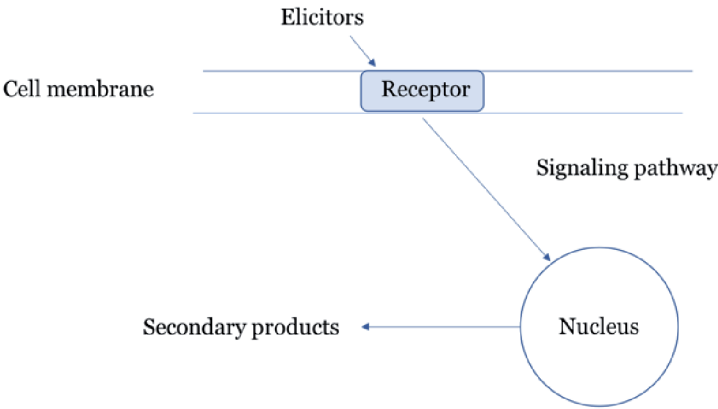 Elicitors
Cell membrane
Receptor
Signaling pathway
Secondary products
Nucleus